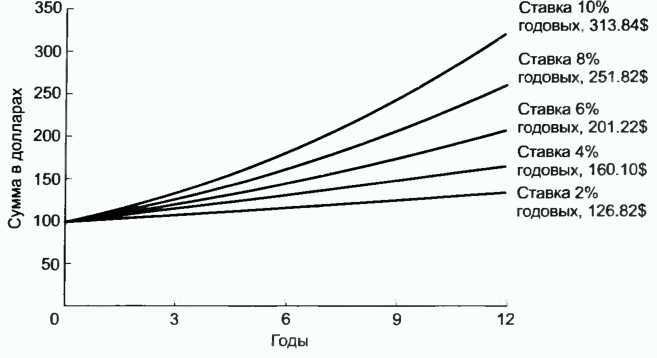 350
300
250
200
150
100
50
0
3
6
9
12
Годы
Сумма в долларах
Ставка 10%
годовых, 313.84$
Ставка 8%
годовых, 251.82$
Ставка 6%
годовых, 201.22$
Ставка 4%
годовых, 160.10$
Ставка 2%
годовых, 126.82$